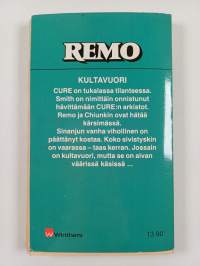 REMO
KULTAVUORI
CURE on tukalassa tilanteessa.
Smith on nimittäin onnistunut
hävittämään CURE:n arkistot.
Remo ja Chiunkin ovat hätää
kärsimässä.
Sinanjun vanha vihollinen on
päättänyt kostaa. Koko sivistyskin
on vaarassa – taas kerran. Jossain
on kultavuori, mutta se on aivan
väärissä käsissä ...
Winthers
13.90